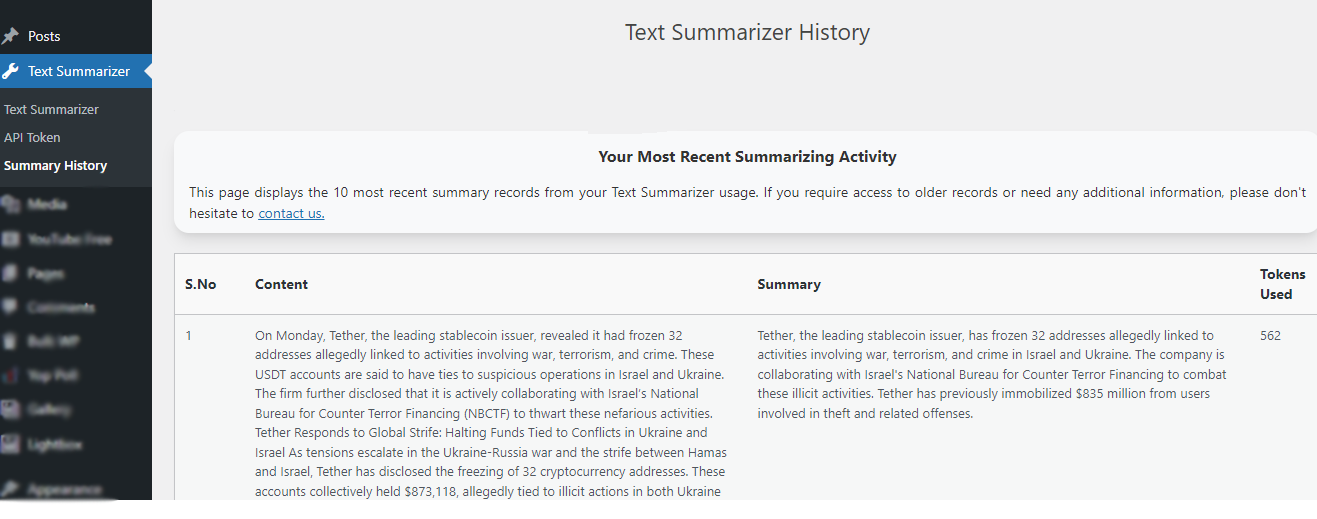 Posts
Text Summarizer
Text Summarizer
API Token
Summary History
Media
YouTube Free
Pages
Comments
Yop Poll
Gallery
Lightbox
Appearance
Text Summarizer History
Your Most Recent Summarizing Activity
This page displays the 10 most recent summary records from your Text Summarizer usage. If you require access to older records or need any additional information, please don't
hesitate to contact us.
S.No
Content
Summary
Tokens
Used
1
On Monday, Tether, the leading stablecoin issuer, revealed it had frozen 32
addresses allegedly linked to activities involving war, terrorism, and crime. These
USDT accounts are said to have ties to suspicious operations in Israel and Ukraine.
The firm further disclosed that it is actively collaborating with Israel's National
Bureau for Counter Terror Financing (NBCTF) to thwart these nefarious activities.
Tether Responds to Global Strife: Halting Funds Tied to Conflicts in Ukraine and
Israel As tensions escalate in the Ukraine-Russia war and the strife between Hamas
and Israel, Tether has disclosed the freezing of 32 cryptocurrency addresses. These
accounts collectively held $873,118, allegedly tied to illicit actions in both Ukraine
Tether, the leading stablecoin issuer, has frozen 32 addresses allegedly linked to
activities involving war, terrorism, and crime in Israel and Ukraine. The company is
collaborating with Israel's National Bureau for Counter Terror Financing to combat
these illicit activities. Tether has previously immobilized $835 million from users
involved in theft and related offenses.
562